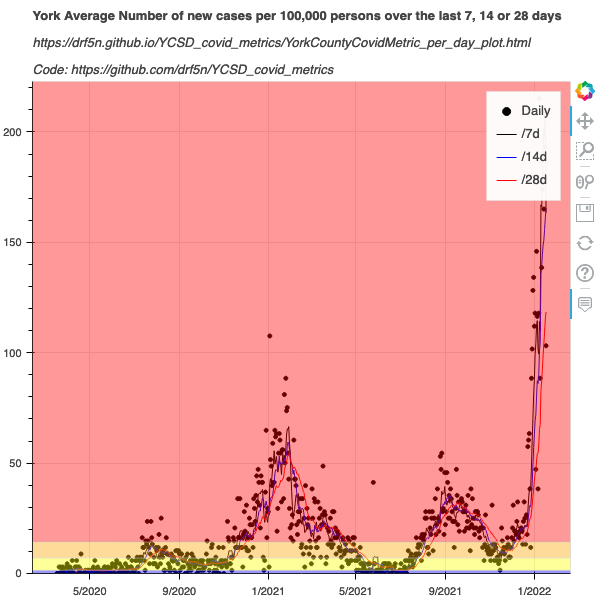 York Average Number of new cases per 100,000 persons over the last 7, 14 or 28 days
https://drf5n.github.io/YCSD_covid_metrics/YorkCountyCovidMetric_per_day_plot.html
Code: https://github.com/drf5n/YCSD_covid_metrics
Daily
/7d
/14d
/28d
200
150
100
50
0
5/2020
9/2020
1/2021
5/2021
9/2021
1/2022